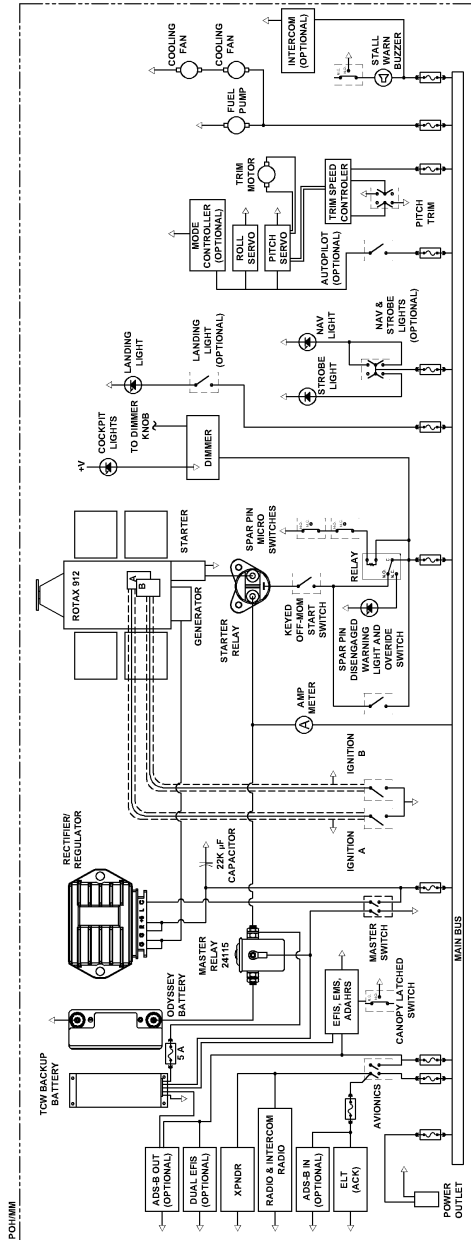 COOLING
FAN
COOLING
FAN
FUEL
PUMP
INTERCOM
(OPTIONAL)
N.C.
N.O.
STALL
WARN
BUZZER
MODE
CONTROLLER
(OPTIONAL)
ROLL
SERVO
PITCH
SERVO
TRIM
MOTOR
TRIM SPEED
CONTROLER
PITCH
TRIM
AUTOPILOT
(OPTIONAL)
LANDING
LIGHT
LANDING
LIGHT
(OPTIONAL)
STROBE
LIGHT
NAV
LIGHT
NAV &
STROBE
LIGHTS
(OPTIONAL)
+V
COCKPIT
LIGHTS
TO DIMMER
KNOB
DIMMER
ROTAX 912
A
B
STARTER
GENERATOR
STARTER
RELAY
SPAR PIN
MICRO
SWITCHES
N.C.
N.O.
N.C.
N.O.
RELAY
N.O.
N.C.
C
KEYED
OFF-MOM
START
SWITCH
SPAR PIN
DISENGAGED
WARNING
LIGHT AND
OVERIDE
SWITCH
AMP
METER
A
IGNITION
B
IGNITION
A
RECTIFIER/
REGULATOR
G G R +B L C
22K µF
CAPACITOR
MASTER
RELAY
24115
MASTER
SWITCH
ODYSSEY
BATTERY
5 A
TCW BACKUP
BATTERY
EFIS, EMS,
ADAHRS
N.C.
N.O.
CANOPY LATCHED
SWITCH
ADS-B OUT
(OPTIONAL)
DUAL EFIS
(OPTIONAL)
XPNDR
RADIO & INTERCOM
RADIO
ADS-B IN
(OPTIONAL)
ELT
(ACK)
AVIONICS
POWER
OUTLET
MAIN BUS
POH/MM